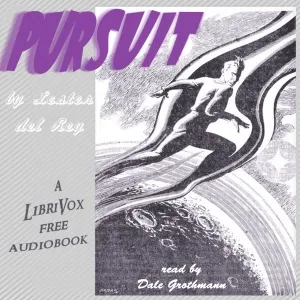 PURSUIT
by Lester
del Rey
A
LIBRIVOX
FREE
AUDIOBOOK
read by
Dale Grothmann